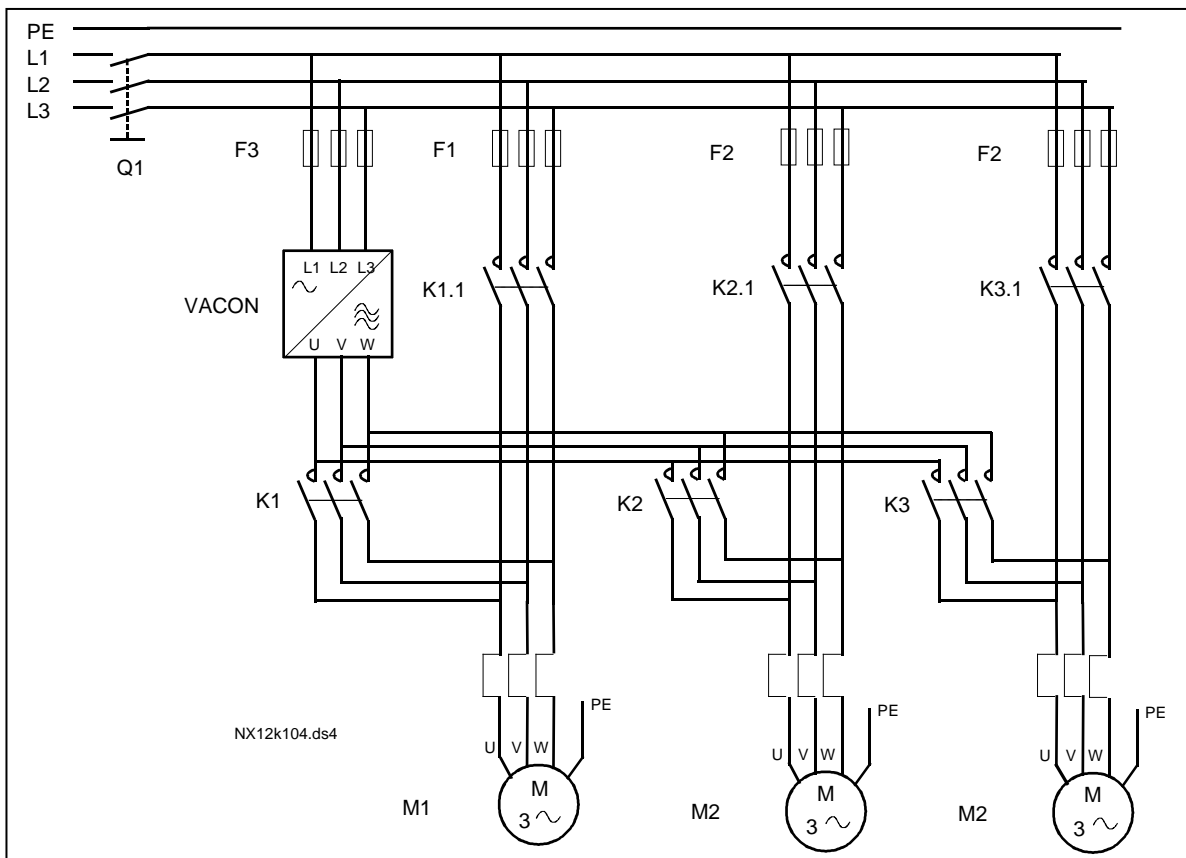 PE
L1
L2
L3
Q1
F3
F1
F2
F2
L1 L2 L3
VACON
U V W
K1.1
K2.1
K3.1
K1
K2
K3
PE
PE
PE
NX12k104.ds4
U V W
U V W
U V W
M
3
M
3
M
3
M1
M2
M2